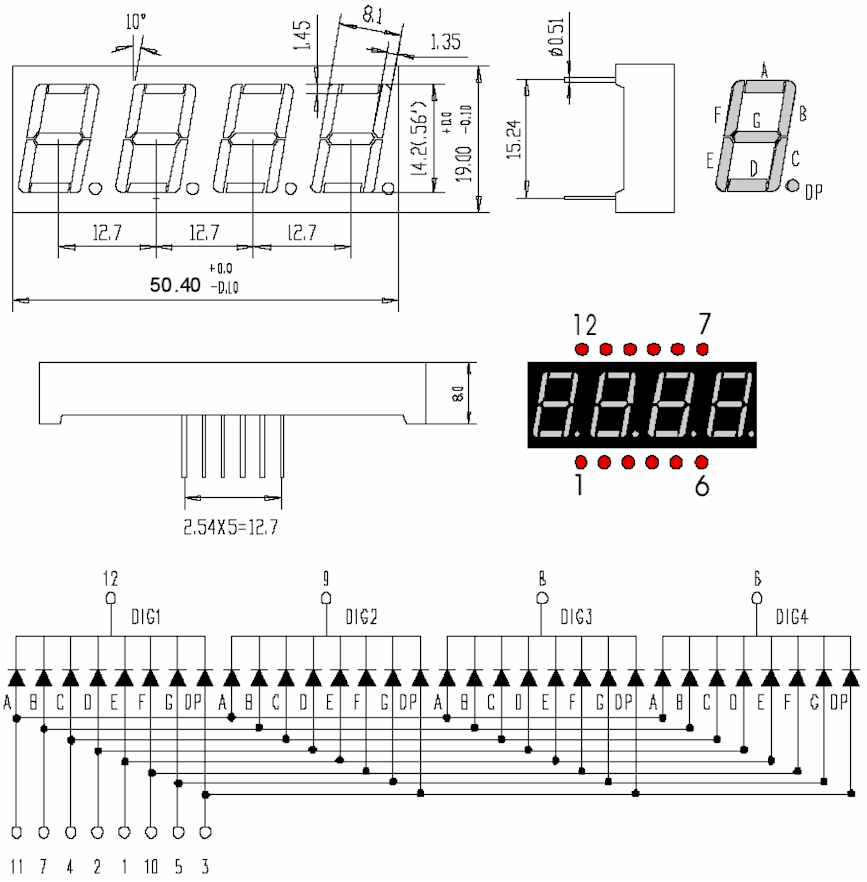 10°
1.45
8.1
1.35
14.2(.56")
19.00 +0.0 -0.10
12.7 12.7 12.7
50.40 +0.0 -0.10
Ø0.51
15.24
A
F G B
E D C
DP
8.0
2.54X5=12.7
12 7
1 6
12 9 8 6
DIG1 DIG2 DIG3 DIG4
A B C D E F G DP A B C D E F G DP A B C D E F G DP A B C D E F G DP
11 7 4 2 1 10 5 3